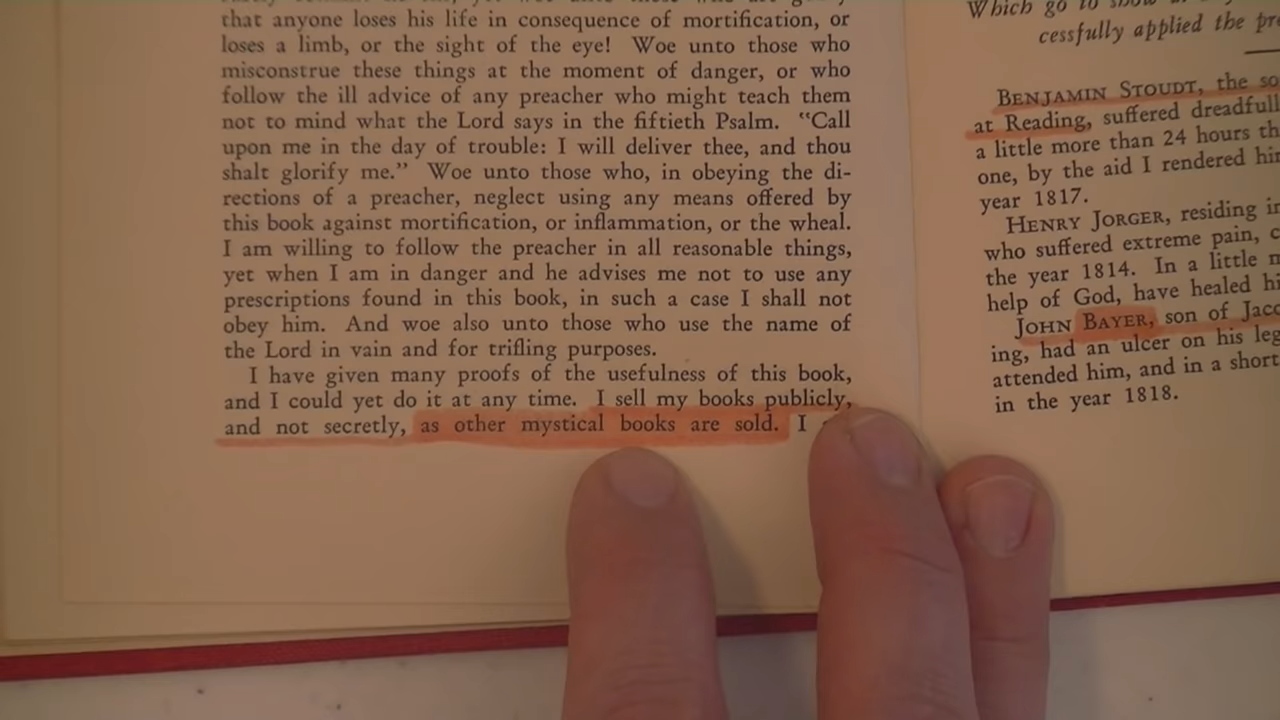 that anyone loses his life in consequence of mortification, or
loses a limb, or the sight of the eye! Woe unto those who
misconstrue these things at the moment of danger, or who
follow the ill advice of any preacher who might teach them
not to mind what the Lord says in the fiftieth Psalm. “Call
upon me in the day of trouble: I will deliver thee, and thou
shalt glorify me.” Woe unto those who, in obeying the di-
rections of a preacher, neglect using any means offered by
this book against mortification, or inflammation, or the wheal.
I am willing to follow the preacher in all reasonable things,
yet when I am in danger and he advises me not to use any
prescriptions found in this book, in such a case I shall not
obey him. And woe also unto those who use the name of
the Lord in vain and for trifling purposes.
I have given many proofs of the usefulness of this book,
and I could yet do it at any time. I sell my books publicly,
and not secretly, as other mystical books are sold. I
Which go to
cessfully applied the
BENJAMIN STOUDT, the
at Reading, suffered
a little more than 24 hours
one, by the aid I rendered
year 1817.
HENRY JORGER, residing
who suffered extreme pain,
the year 1814. In a little
help of God, have healed
JOHN BAYER, son of
ing, had an ulcer on his
attended him, and in a short
in the year 1818.